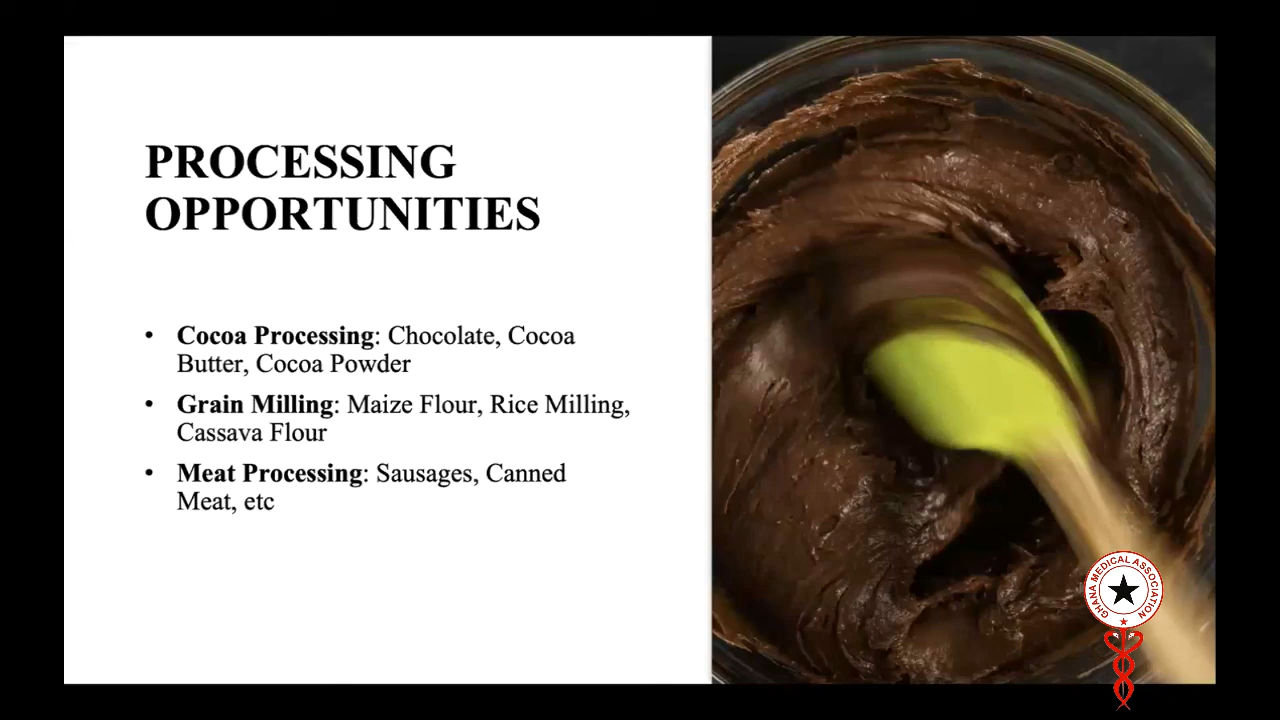 PROCESSING
OPPORTUNITIES
• Cocoa Processing: Chocolate, Cocoa
Butter, Cocoa Powder
• Grain Milling: Maize Flour, Rice Milling,
Cassava Flour
• Meat Processing: Sausages, Canned
Meat, etc
GHANA MEDICAL ASSOCIATION